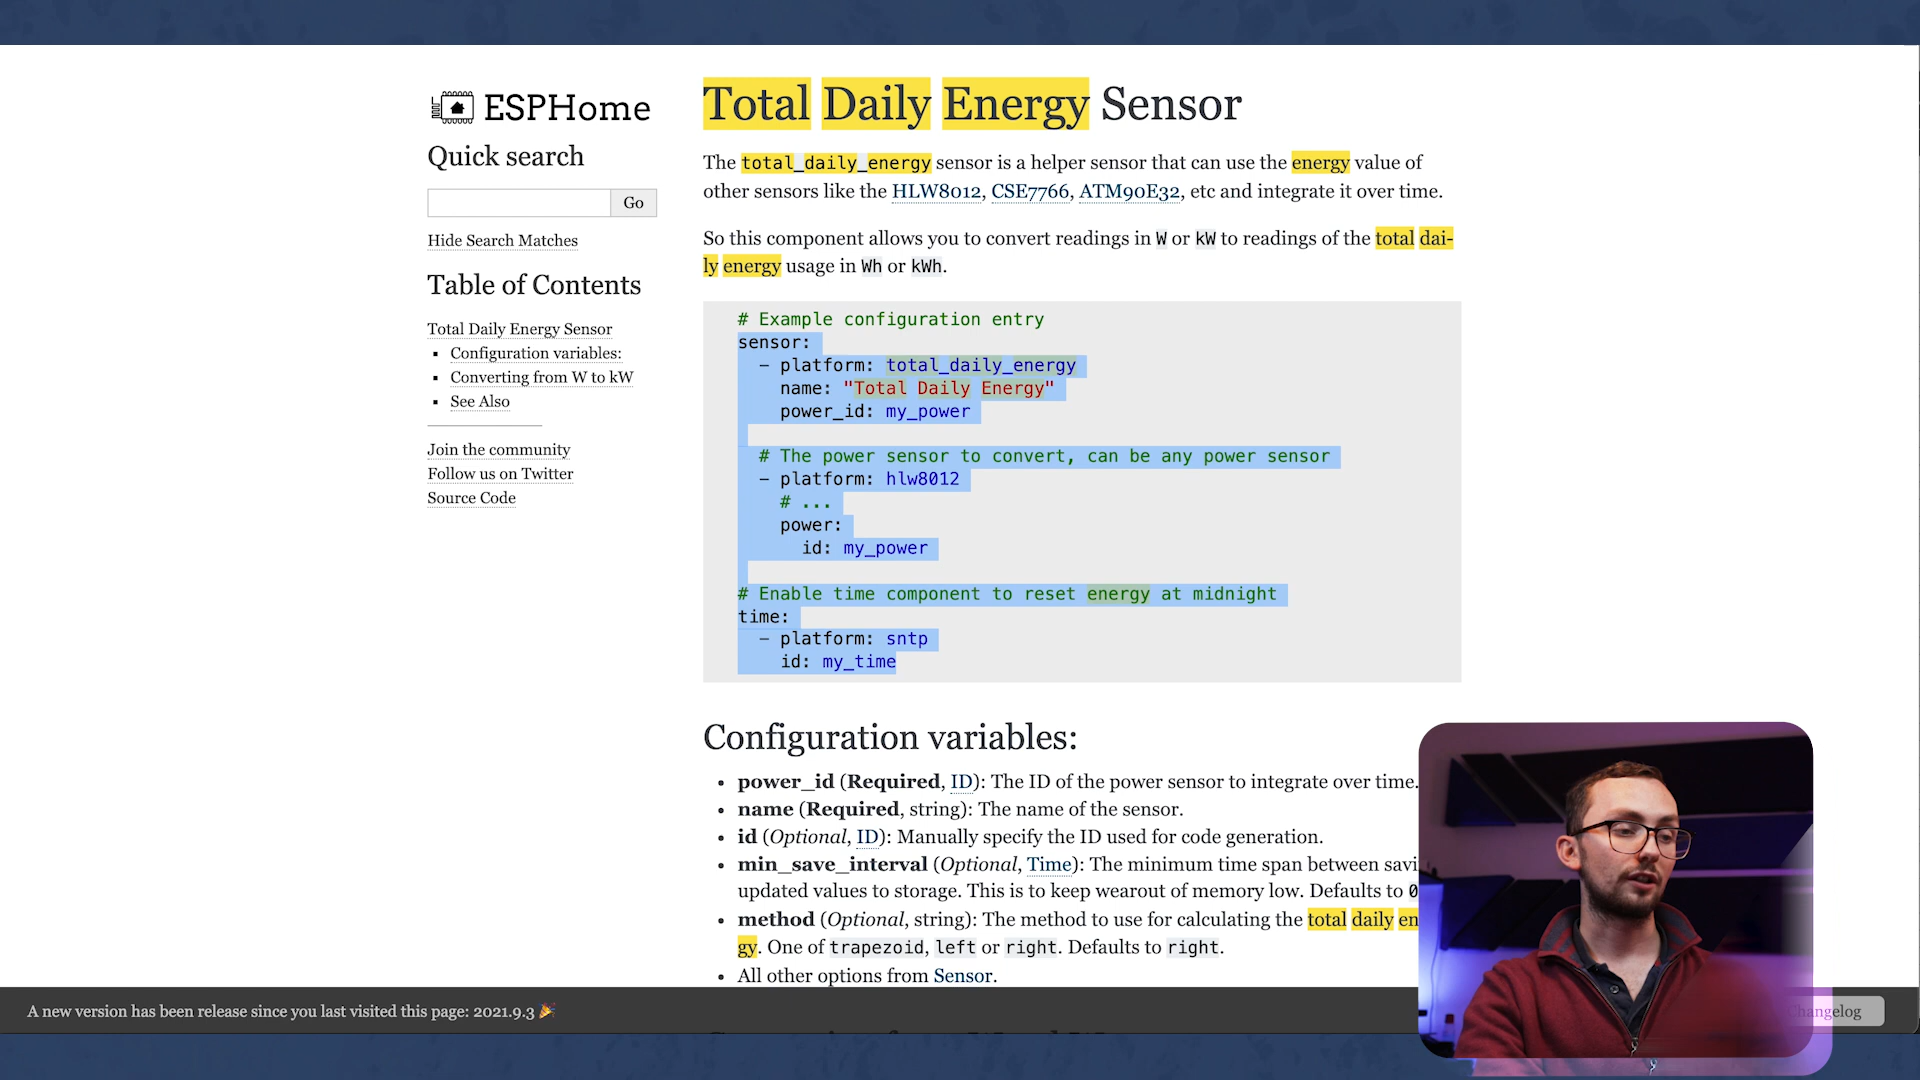 ESPHome
Quick search
Go
Hide Search Matches
Table of Contents
Total Daily Energy Sensor
Configuration variables:
Converting from W to kW
See Also
Join the community
Follow us on Twitter
Source Code
Total Daily Energy Sensor
The total_daily_energy sensor is a helper sensor that can use the energy value of
other sensors like the HLW8012, CSE7766, ATM90E32, etc and integrate it over time.
So this component allows you to convert readings in W or kW to readings of the total dai-
ly energy usage in Wh or kWh.
# Example configuration entry
sensor:
- platform: total_daily_energy
name: "Total Daily Energy"
power_id: my_power
# The power sensor to convert, can be any power sensor
- platform: hlw8012
# ...
power:
id: my_power
# Enable time component to reset energy at midnight
time:
- platform: sntp
id: my_time
Configuration variables:
• power_id (Required, ID): The ID of the power sensor to integrate over time.
• name (Required, string): The name of the sensor.
• id (Optional, ID): Manually specify the ID used for code generation.
• min_save_interval (Optional, Time): The minimum time span between savi
updated values to storage. This is to keep wearout of memory low. Defaults to 0
• method (Optional, string): The method to use for calculating the total daily en
gy. One of trapezoid, left or right. Defaults to right.
• All other options from Sensor.
A new version has been release since you last visited this page: 2021.9.3 🎉
Changelog